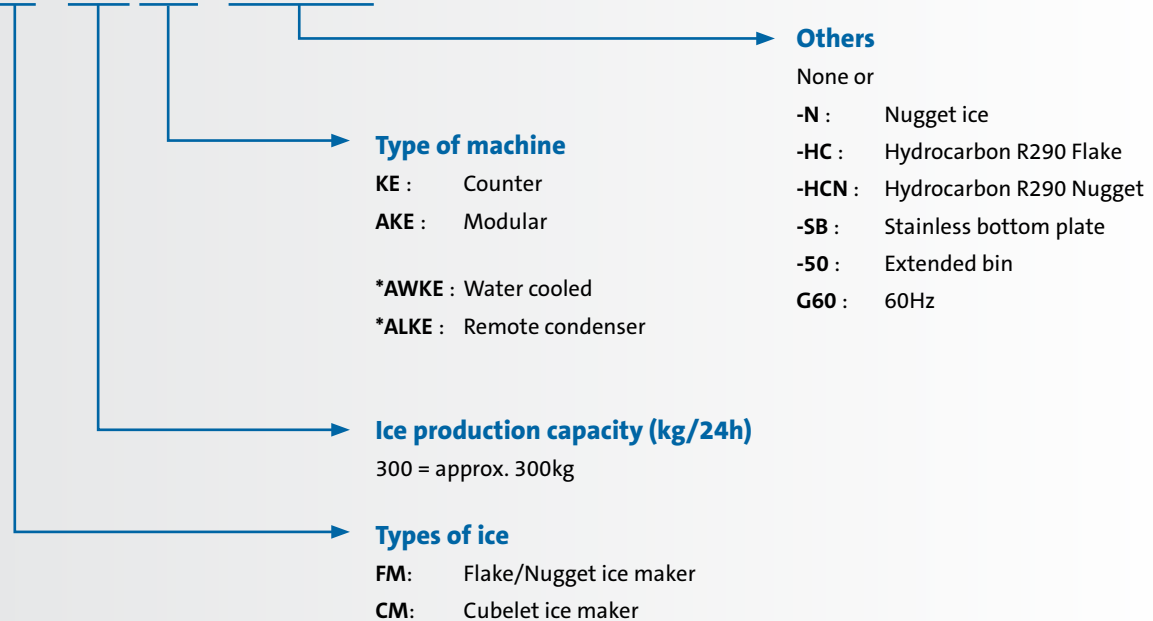 Others
None or
-N : Nugget ice
-HC : Hydrocarbon R290 Flake
-HCN : Hydrocarbon R290 Nugget
-SB : Stainless bottom plate
-50 : Extended bin
G60 : 60Hz
Type of machine
KE : Counter
AKE : Modular
*AWKE : Water cooled
*ALKE : Remote condenser
Ice production capacity (kg/24h)
300 = approx. 300kg
Types of ice
FM: Flake/Nugget ice maker
CM: Cubelet ice maker